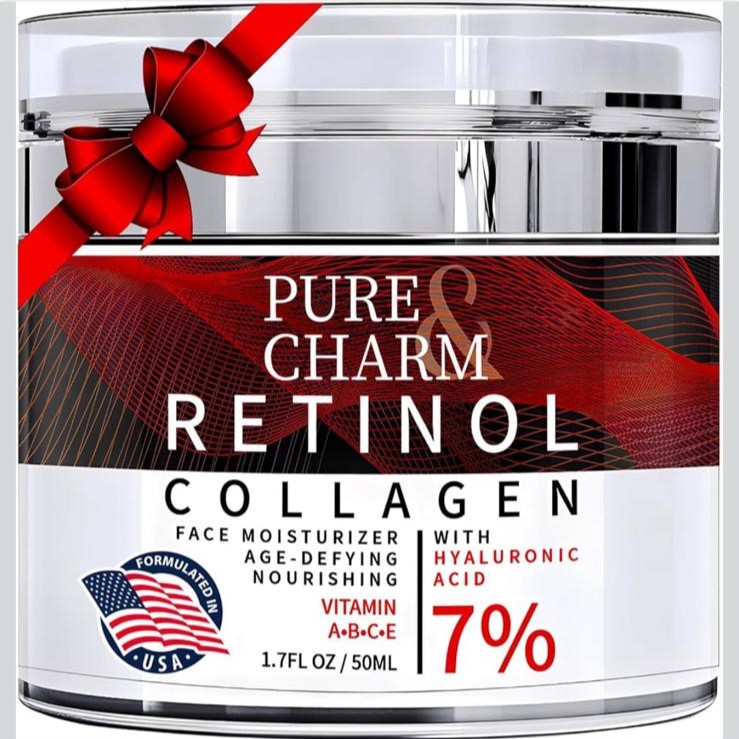 PURE &
CHARM
RETINOL
COLLAGEN
FACE MOISTURIZER
AGE-DEFYING
NOURISHING
VITAMIN
A•B•C•E
1.7FL OZ / 50ML
WITH
HYALURONIC
ACID
7%
FORMULATED IN
•USA•